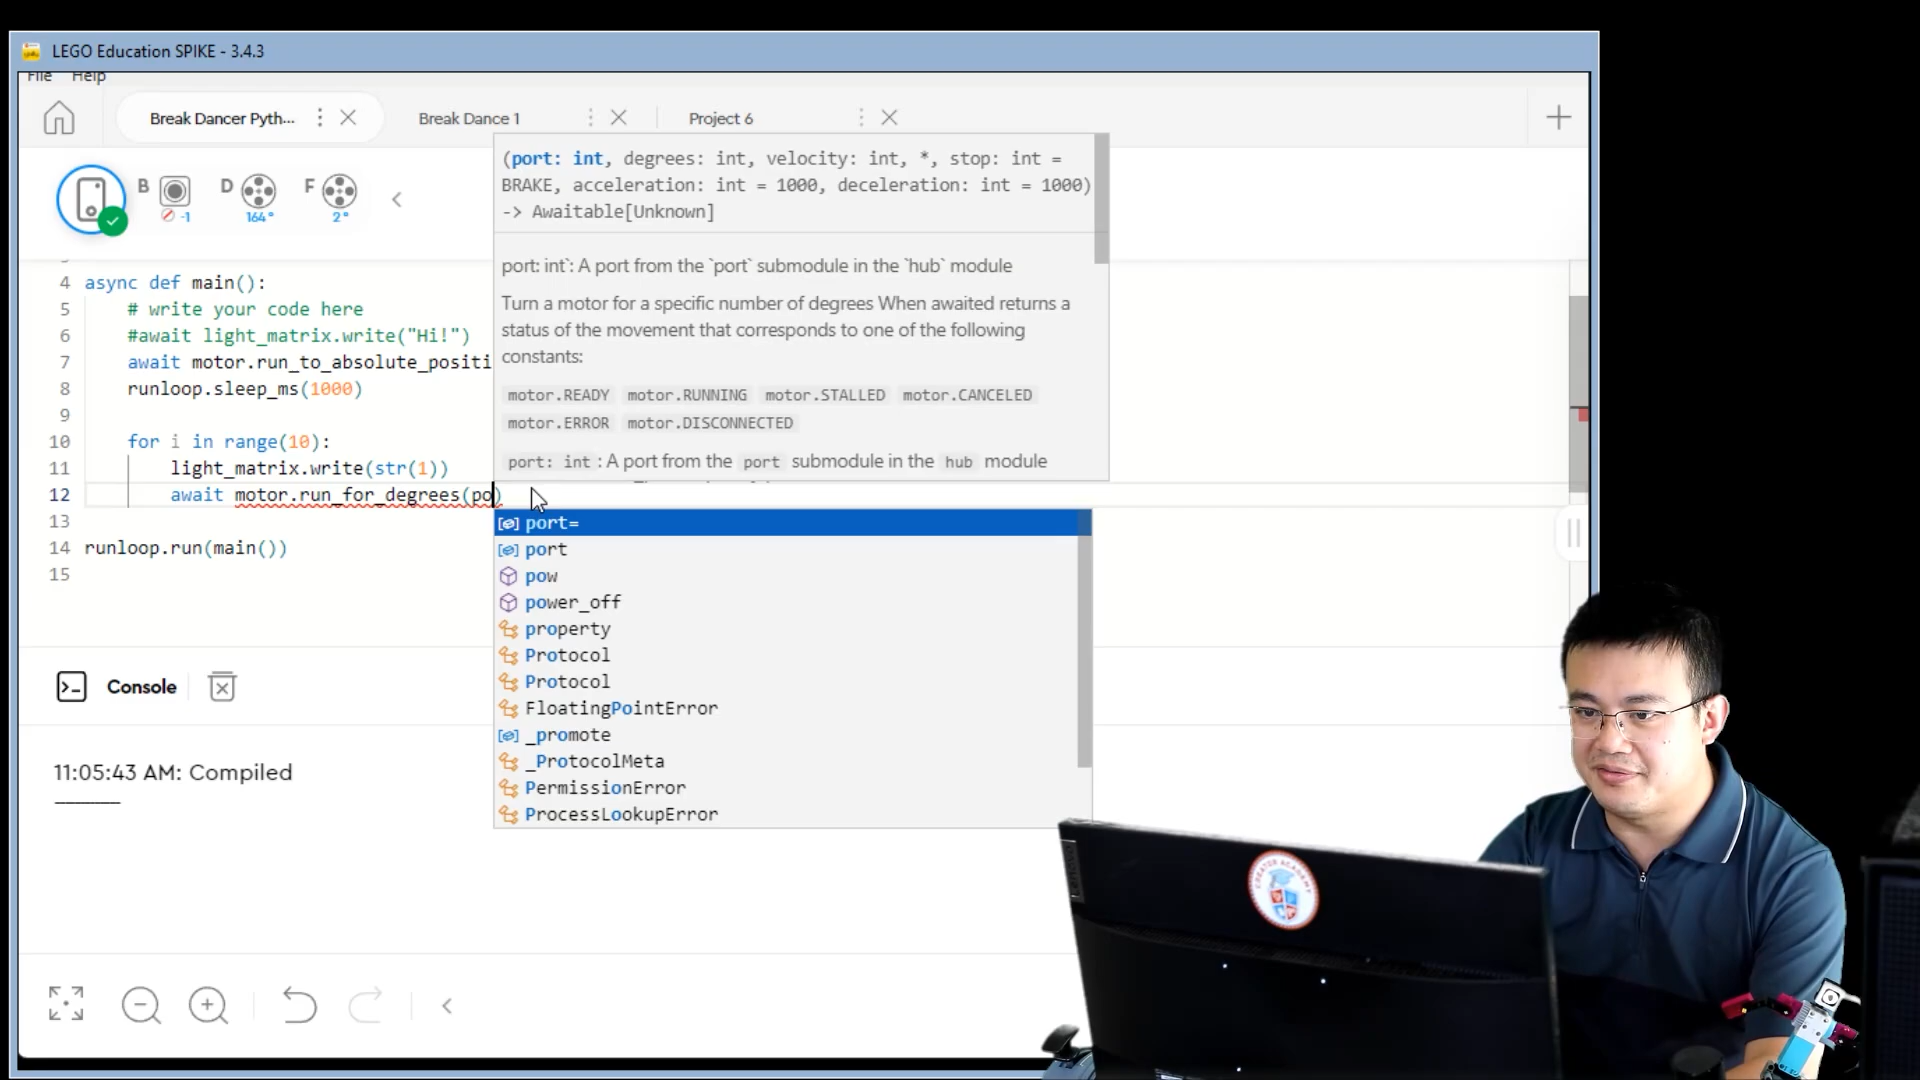 LEGO Education SPIKE - 3.4.3
File Help
Break Dancer Pyth...
Break Dance 1
Project 6
B
-1
D
164°
F
2°
(port: int, degrees: int, velocity: int, *, stop: int =
BRAKE, acceleration: int = 1000, deceleration: int = 1000)
-> Awaitable[Unknown]
port: int`: A port from the `port` submodule in the `hub` module
Turn a motor for a specific number of degrees When awaited returns a
status of the movement that corresponds to one of the following
constants:
motor.READY motor.RUNNING motor.STALLED motor.CANCELED
motor.ERROR motor.DISCONNECTED
port: int : A port from the port submodule in the hub module
4 async def main():
5 # write your code here
6 #await light_matrix.write("Hi!")
7 await motor.run_to_absolute_positi
8 runloop.sleep_ms(1000)
9
10 for i in range(10):
11 light_matrix.write(str(1))
12 await motor.run_for_degrees(po)
13
14 runloop.run(main())
15
port=
port
pow
power_off
property
Protocol
Protocol
FloatingPointError
_promote
_ProtocolMeta
PermissionError
ProcessLookupError
Console
11:05:43 AM: Compiled